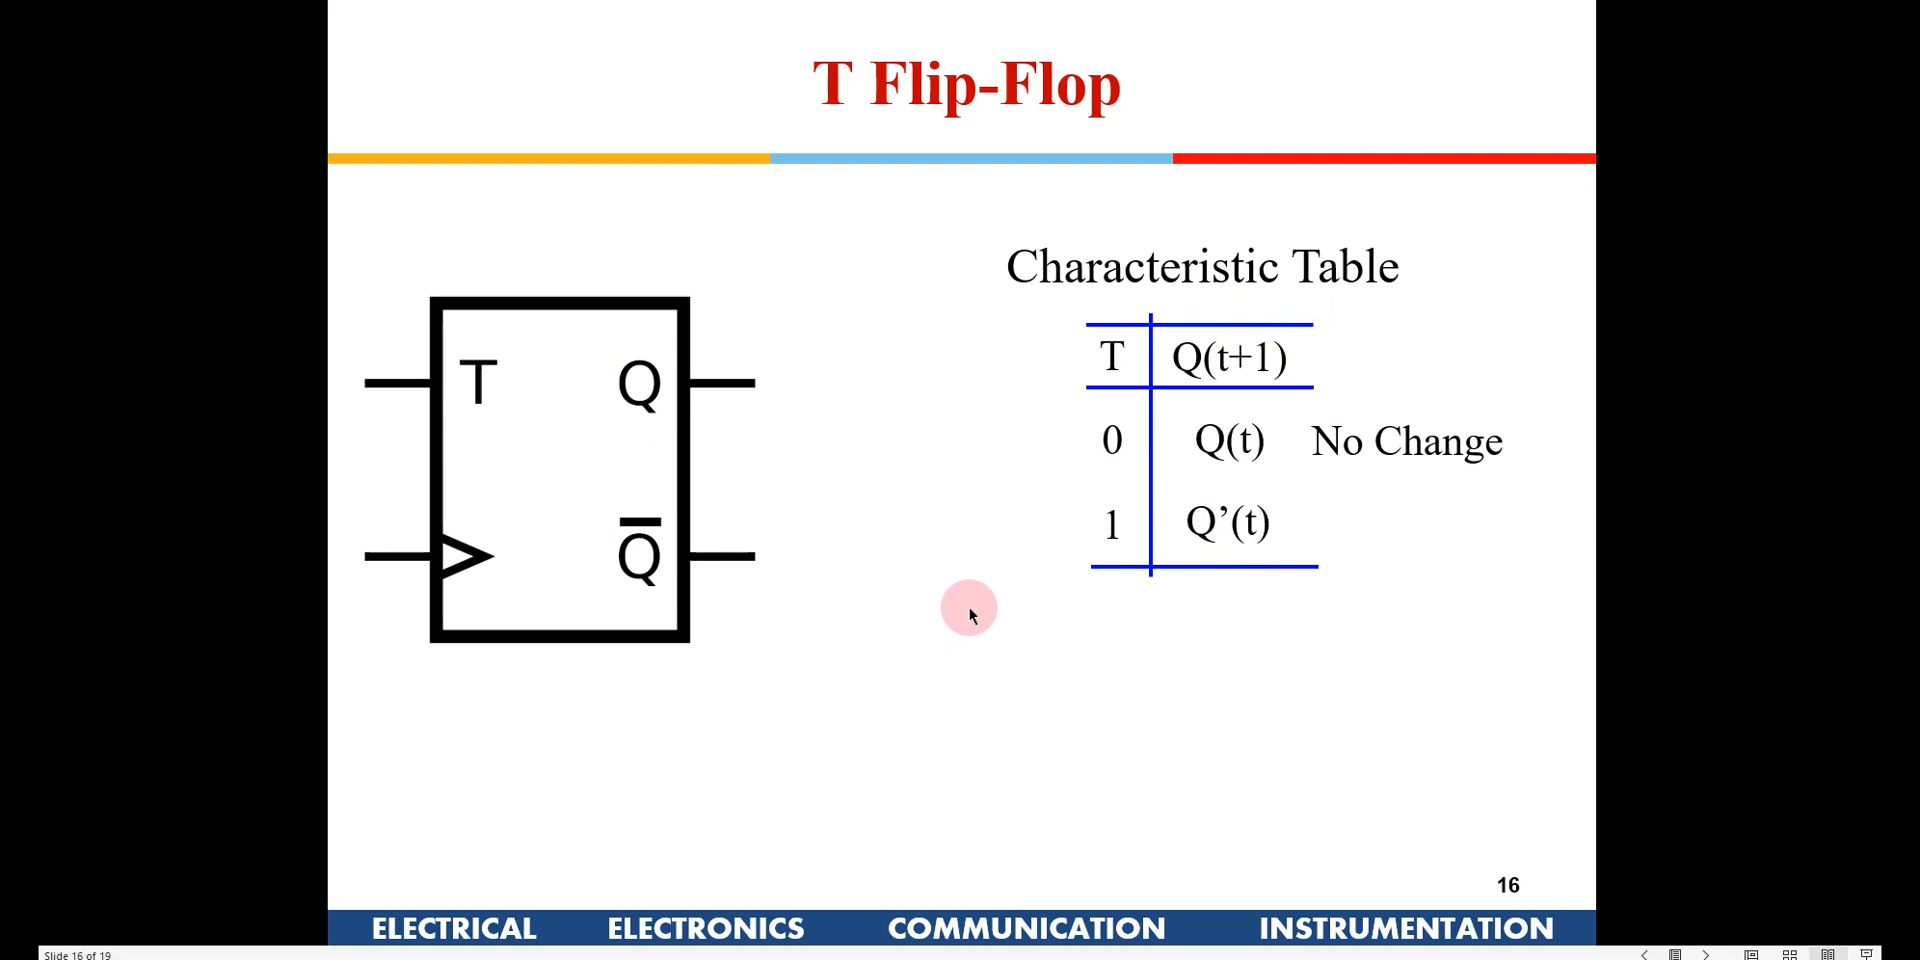 T Flip-Flop
Characteristic Table
T Q(t+1)
0 Q(t) No Change
1 Q’(t)
T Q
Q̅
16
ELECTRICAL ELECTRONICS COMMUNICATION INSTRUMENTATION
Slide 16 of 19